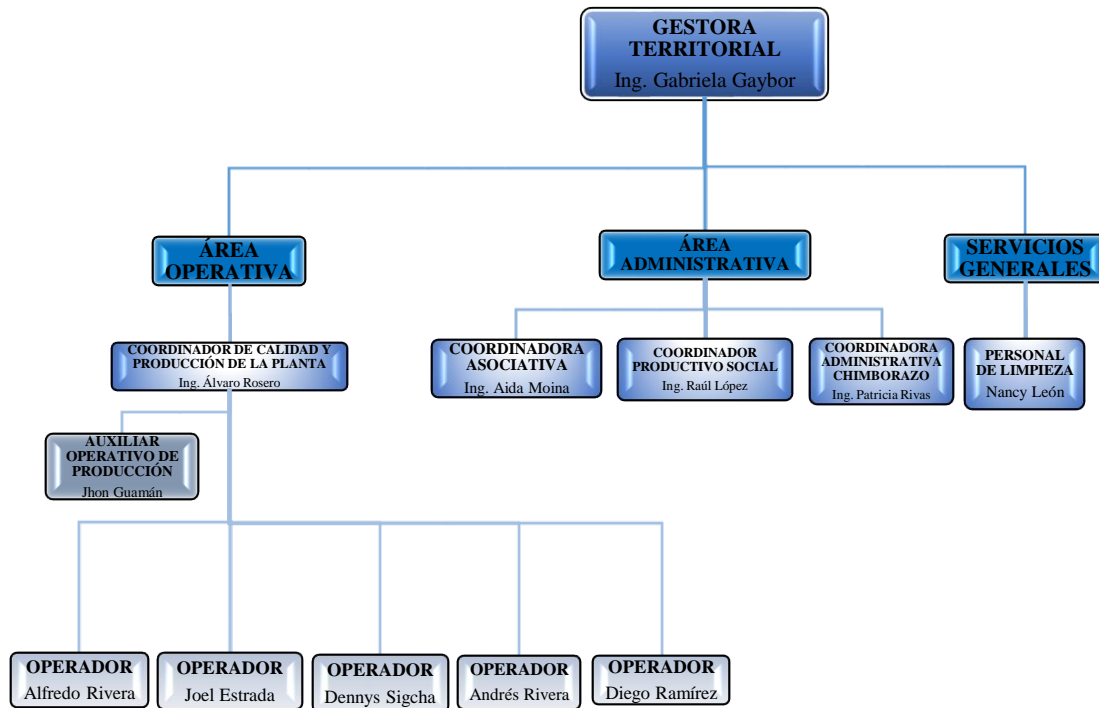 GESTORA
TERRITORIAL
Ing. Gabriela Gaybor
ÁREA
OPERATIVA
ÁREA
ADMINISTRATIVA
SERVICIOS
GENERALES
COORDINADOR DE CALIDAD Y
PRODUCCIÓN DE LA PLANTA
Ing. Álvaro Rosero
COORDINADORA
ASOCIATIVA
Ing. Aida Moina
COORDINADOR
PRODUCTIVO SOCIAL
Ing. Raúl López
COORDINADORA
ADMINISTRATIVA
CHIMBORAZO
Ing. Patricia Rivas
PERSONAL
DE LIMPIEZA
Nancy León
AUXILIAR
OPERATIVO DE
PRODUCCIÓN
Jhon Guamán
OPERADOR
Alfredo Rivera
OPERADOR
Joel Estrada
OPERADOR
Dennys Sigcha
OPERADOR
Andrés Rivera
OPERADOR
Diego Ramírez